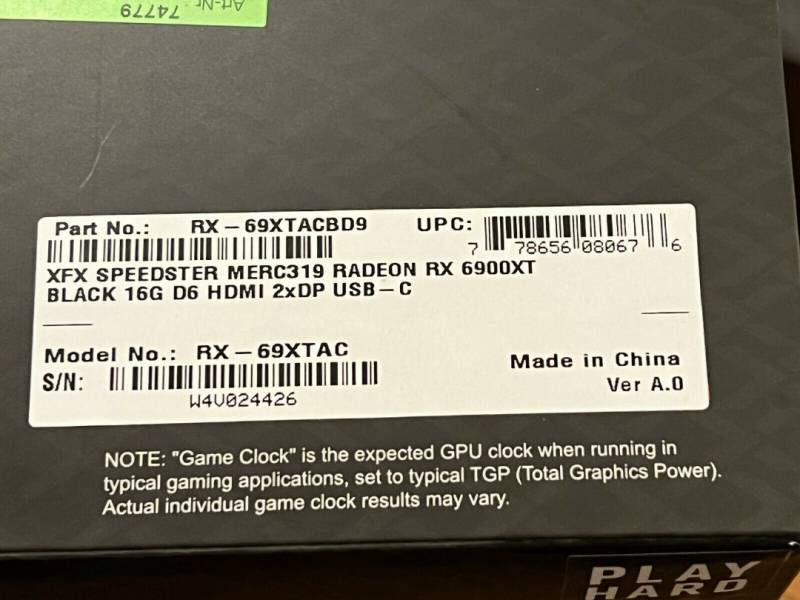 Art-Nr.
74779
Part No.: RX-69XTACBD9 UPC:
7 78656 08067 6
XFX SPEEDSTER MERC319 RADEON RX 6900XT
BLACK 16G D6 HDMI 2xDP USB-C
Model No.: RX-69XTAC
Made in China
S/N:
Ver A.0
W4V024426
NOTE: "Game Clock" is the expected GPU clock when running in
typical gaming applications, set to typical TGP (Total Graphics Power).
Actual individual game clock results may vary.
PLAY
HARD